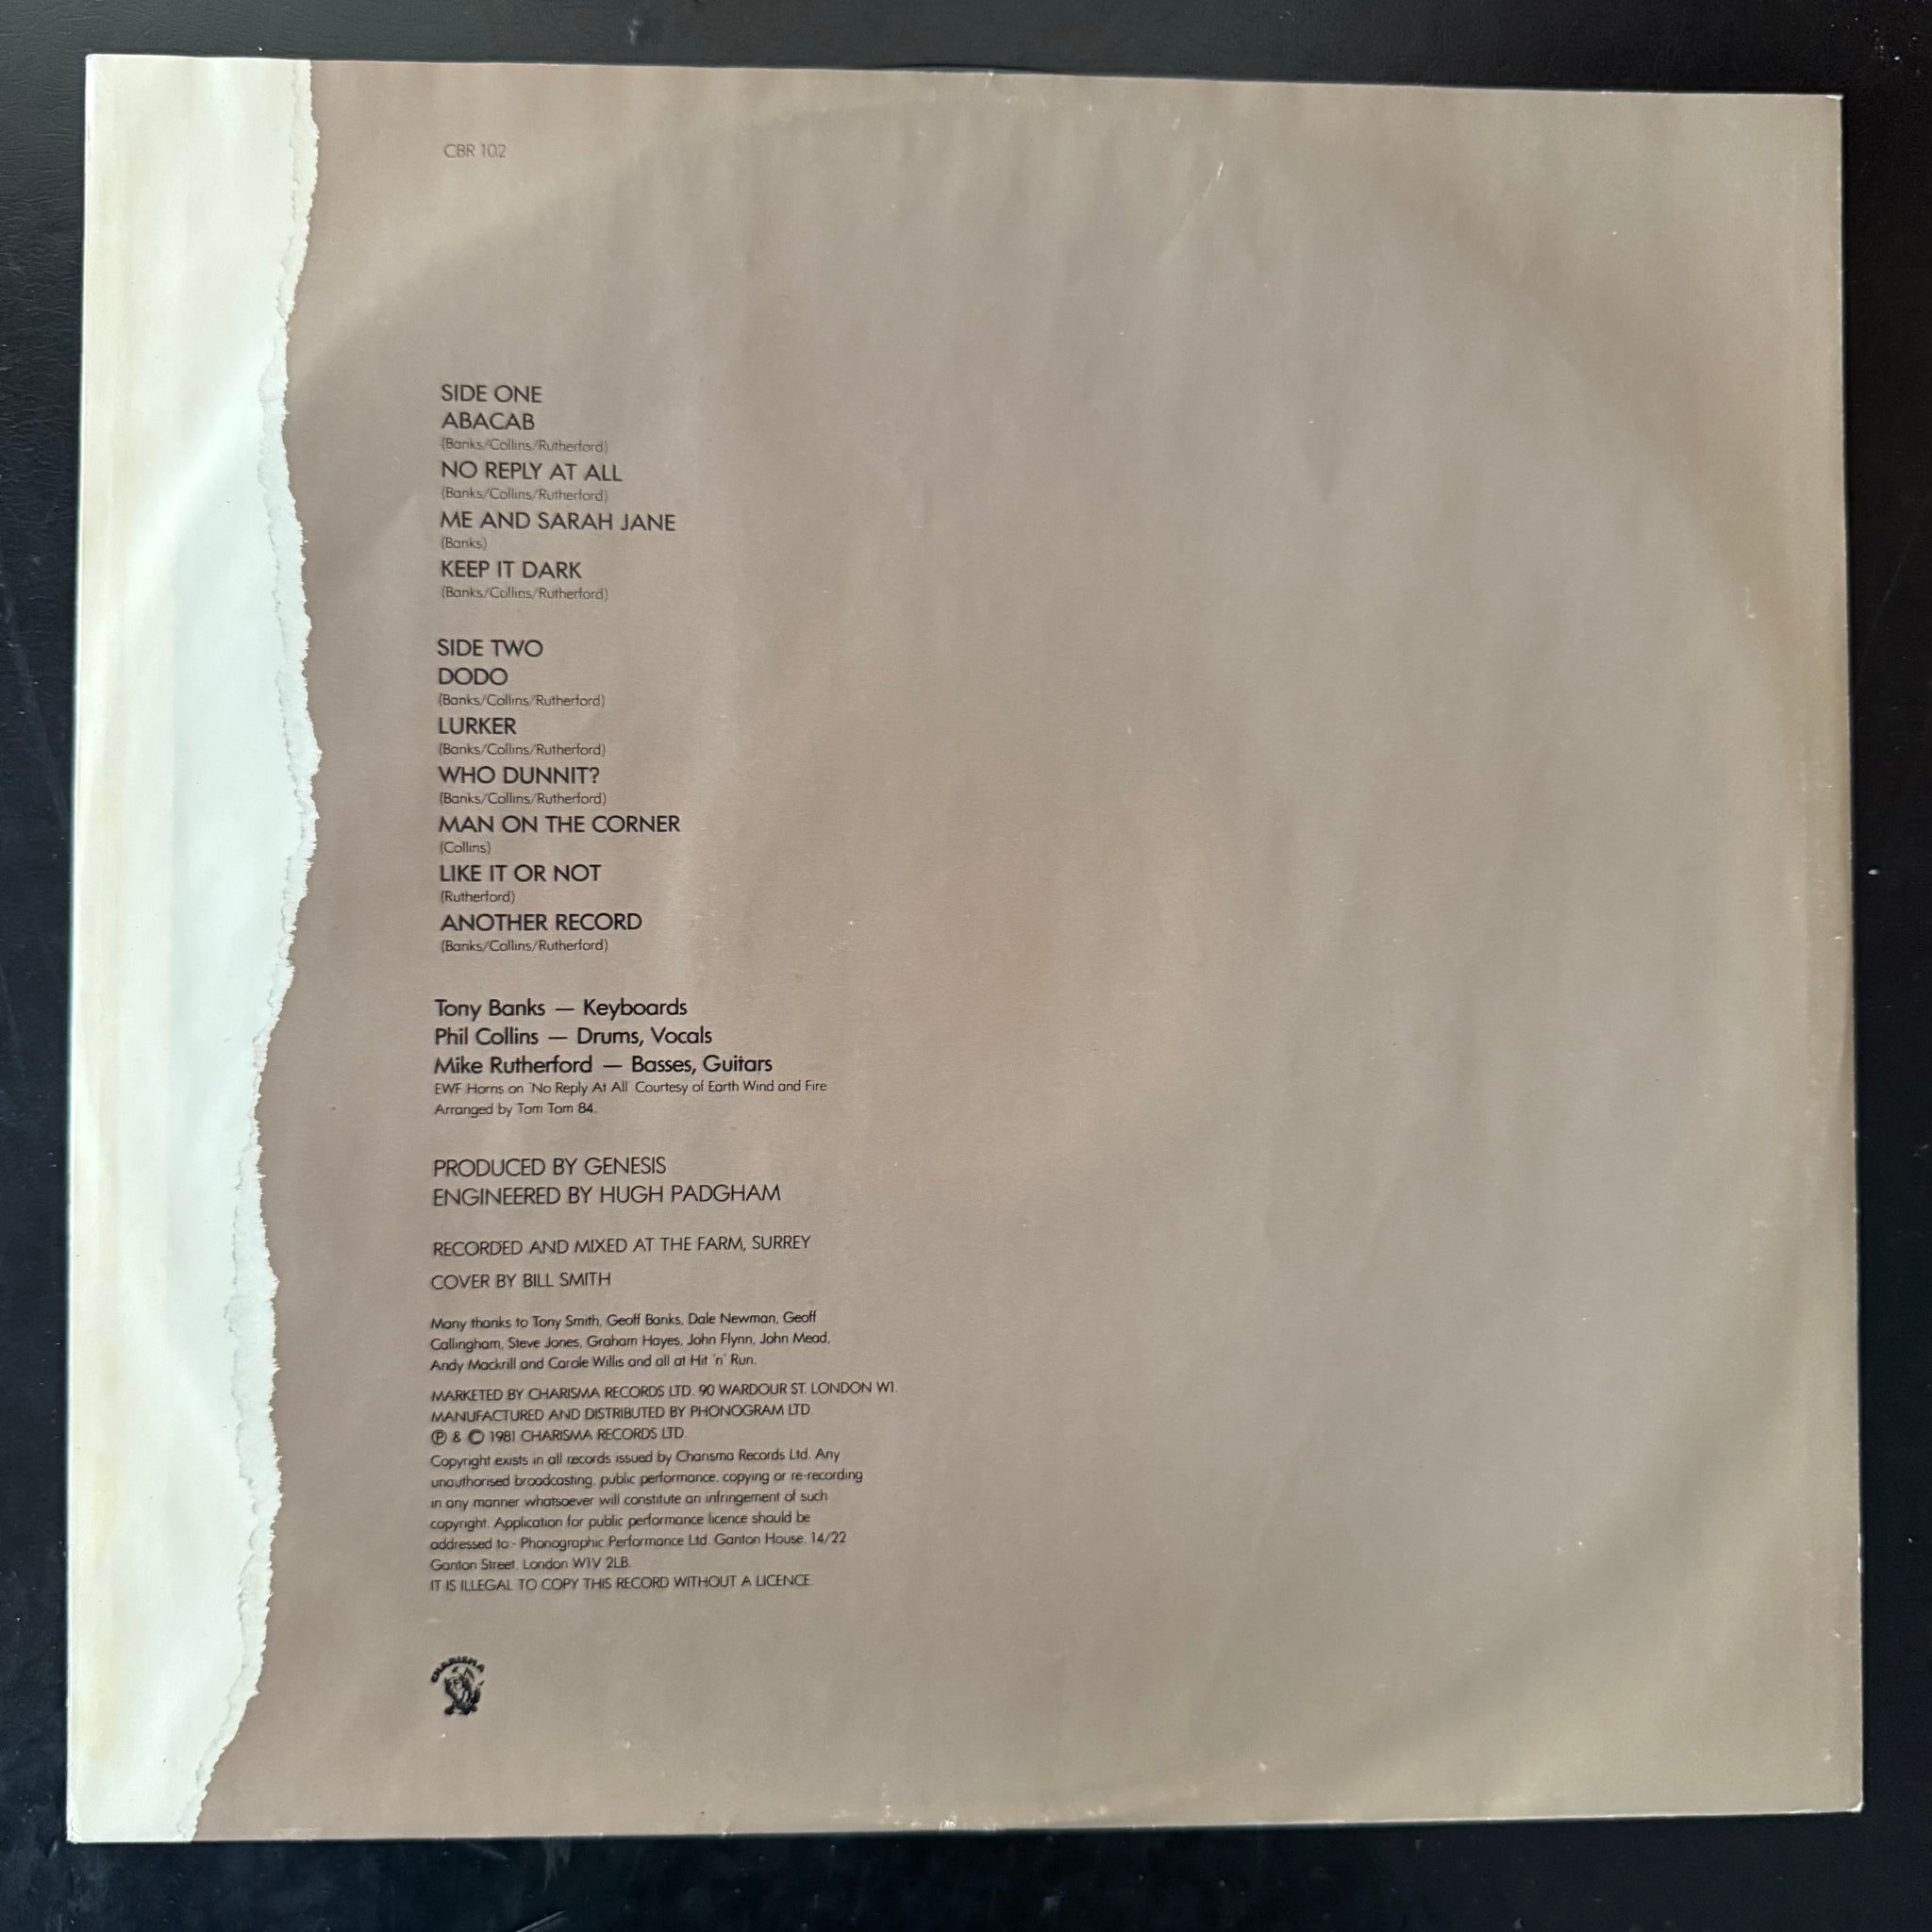 CBR 102
SIDE ONE
ABACAB
(Banks/Collins/Rutherford)
NO REPLY AT ALL
(Banks/Collins/Rutherford)
ME AND SARAH JANE
(Banks)
KEEP IT DARK
(Banks/Collins/Rutherford)
SIDE TWO
DODO
(Banks/Collins/Rutherford)
LURKER
(Banks/Collins/Rutherford)
WHO DUNNIT?
(Banks/Collins/Rutherford)
MAN ON THE CORNER
(Collins)
LIKE IT OR NOT
(Rutherford)
ANOTHER RECORD
(Banks/Collins/Rutherford)
Tony Banks — Keyboards
Phil Collins — Drums, Vocals
Mike Rutherford — Basses, Guitars
EWF Horns on 'No Reply At All' Courtesy of Earth Wind and Fire
Arranged by Tom Tom 84.
PRODUCED BY GENESIS
ENGINEERED BY HUGH PADGHAM
RECORDED AND MIXED AT THE FARM, SURREY
COVER BY BILL SMITH
Many thanks to Tony Smith, Geoff Banks, Dale Newman, Geoff
Callingham, Steve Jones, Graham Hayes, John Flynn, John Mead,
Andy Mackrill and Carole Willis and all at Hit 'n' Run.
MARKETED BY CHARISMA RECORDS LTD. 90 WARDOUR ST. LONDON W1.
MANUFACTURED AND DISTRIBUTED BY PHONOGRAM LTD.
℗ & © 1981 CHARISMA RECORDS LTD.
Copyright exists in all records issued by Charisma Records Ltd. Any
unauthorised broadcasting, public performance, copying or re-recording
in any manner whatsoever will constitute an infringement of such
copyright. Application for public performance licence should be
addressed to:- Phonographic Performance Ltd. Ganton House, 14/22
Ganton Street, London W1V 2LB.
IT IS ILLEGAL TO COPY THIS RECORD WITHOUT A LICENCE.
CHARISMA